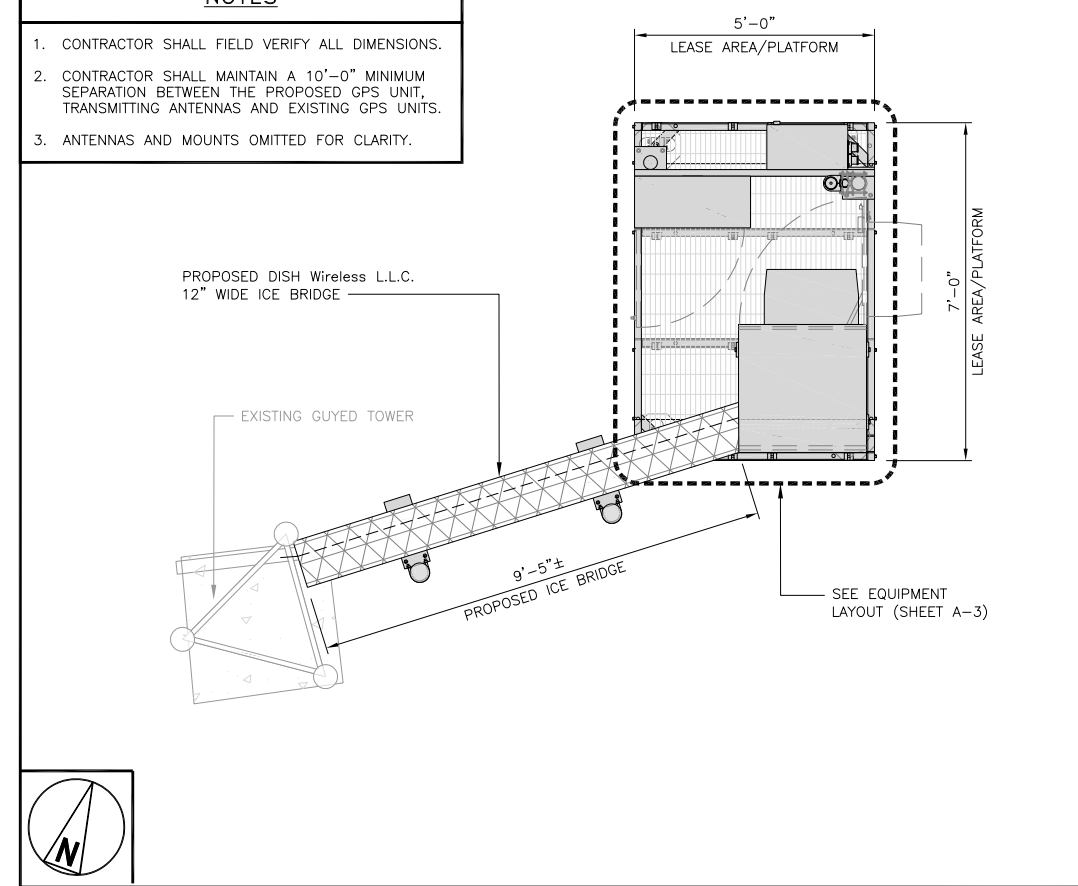 NOTES
1. CONTRACTOR SHALL FIELD VERIFY ALL DIMENSIONS.
2. CONTRACTOR SHALL MAINTAIN A 10'-0" MINIMUM
SEPARATION BETWEEN THE PROPOSED GPS UNIT,
TRANSMITTING ANTENNAS AND EXISTING GPS UNITS.
3. ANTENNAS AND MOUNTS OMITTED FOR CLARITY.
5'-0"
LEASE AREA/PLATFORM
7'-0"
LEASE AREA/PLATFORM
PROPOSED DISH Wireless L.L.C.
12" WIDE ICE BRIDGE
EXISTING GUYED TOWER
9'-5"±
PROPOSED ICE BRIDGE
SEE EQUIPMENT
LAYOUT (SHEET A-3)
N